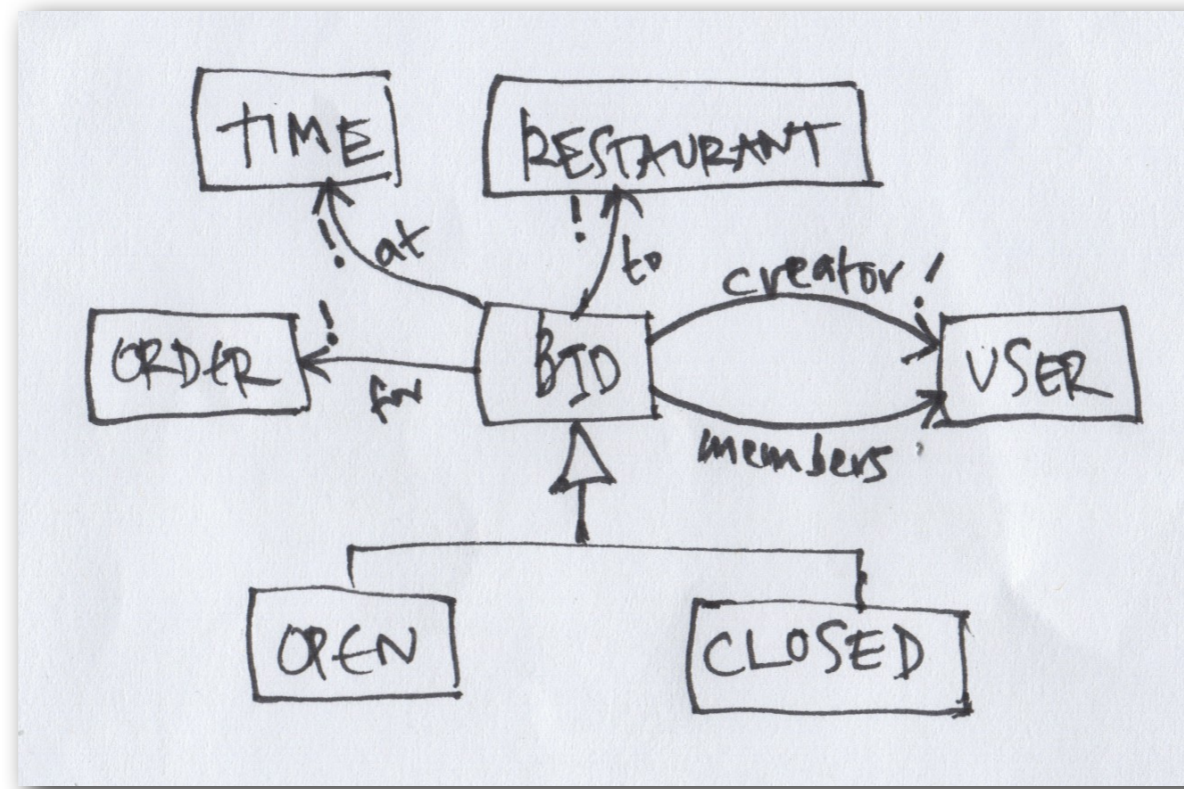 TIME
RESTAURANT
!
!
at
to
creator !
ORDER
!
for
BID
USER
members
OPEN
CLOSED